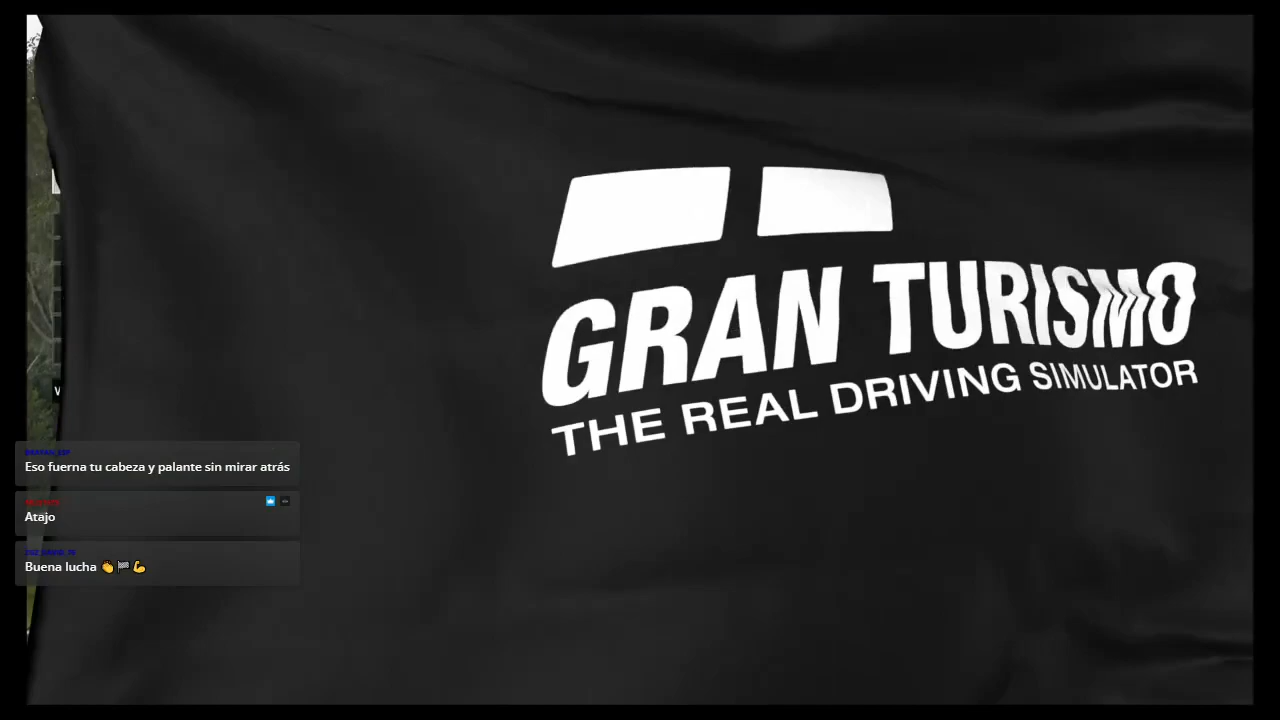 GRAN TURISMO
THE REAL DRIVING SIMULATOR
Eso fuerna tu cabeza y palante sin mirar atrás
Atajo
Buena lucha 👏🏁💪